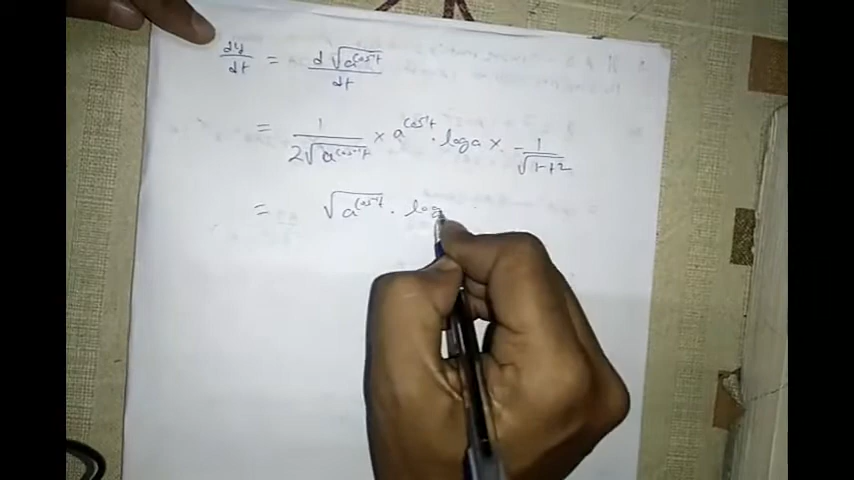 dy/dt = d√(a^(cos⁻¹t))/dt
= 1/(2√(a^(cos⁻¹t))) × a^(cos⁻¹t) · log a × -1/√(1-t²)
= √(a^(cos⁻¹t)) · log a